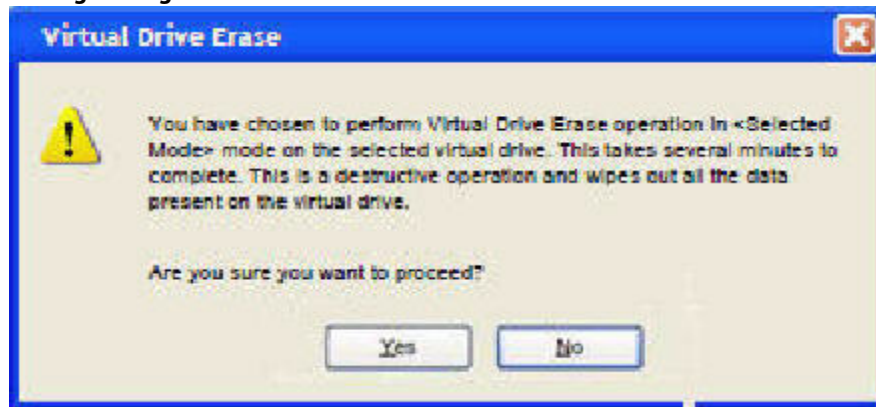 Virtual Drive Erase
You have chosen to perform Virtual Drive Erase operation in <Selected
Mode> mode on the selected virtual drive. This takes several minutes to
complete. This is a destructive operation and wipes out all the data
present on the virtual drive.
Are you sure you want to proceed?
Yes
No